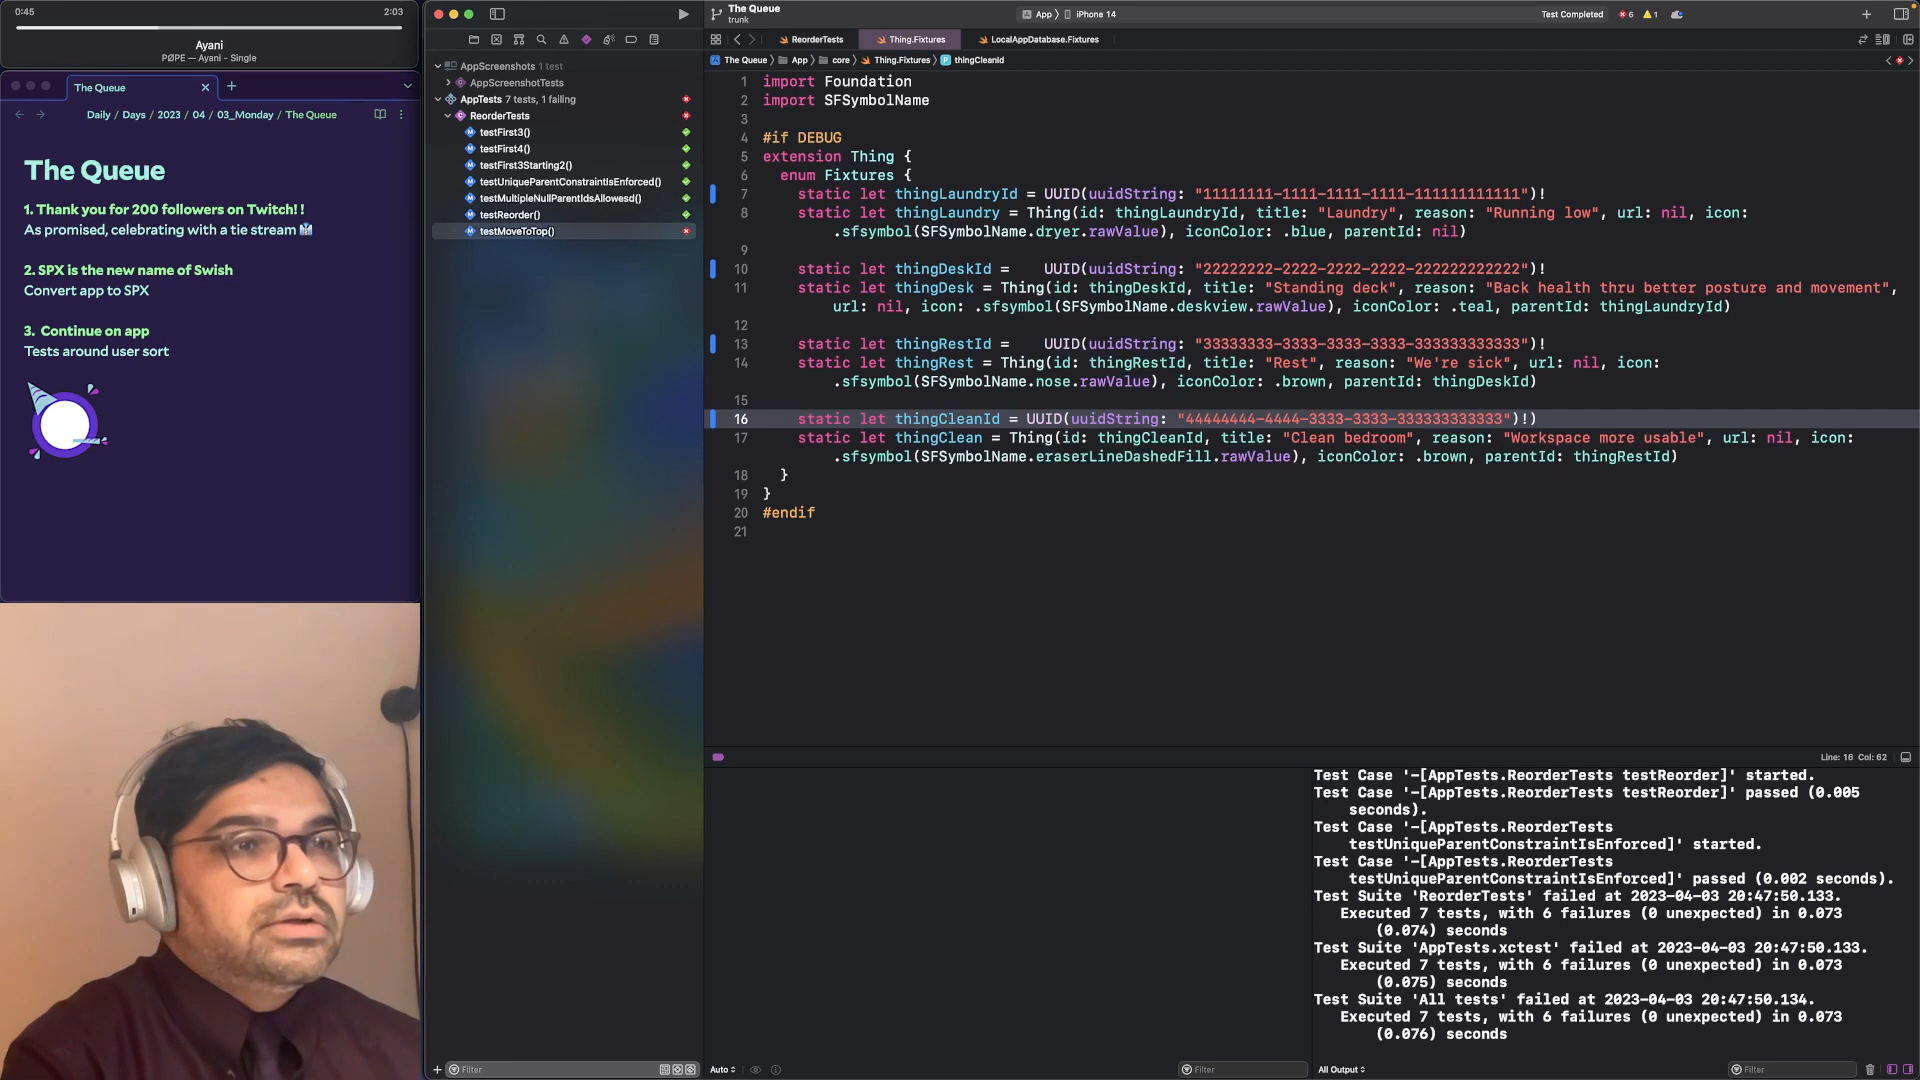 0:45
2:03
Ayani
PØPE — Ayani - Single
The Queue
Daily / Days / 2023 / 04 / 03_Monday / The Queue
The Queue
1. Thank you for 200 followers on Twitch! !
As promised, celebrating with a tie stream 👔
2. SPX is the new name of Swish
Convert app to SPX
3. Continue on app
Tests around user sort
AppScreenshots 1 test
AppScreenshotTests
AppTests 7 tests, 1 failing
ReorderTests
testFirst3()
testFirst4()
testFirst3Starting2()
testUniqueParentConstraintIsEnforced()
testMultipleNullParentIdsAllowesd()
testReorder()
testMoveToTop()
Filter
The Queue
trunk
App
iPhone 14
Test Completed
6
1
ReorderTests
Thing.Fixtures
LocalAppDatabase.Fixtures
The Queue
App
core
Thing.Fixtures
thingCleanId
1 import Foundation
2 import SFSymbolName
3
4 #if DEBUG
5 extension Thing {
6 enum Fixtures {
7 static let thingLaundryId = UUID(uuidString: "11111111-1111-1111-1111-111111111111")!
8 static let thingLaundry = Thing(id: thingLaundryId, title: "Laundry", reason: "Running low", url: nil, icon:
.sfsymbol(SFSymbolName.dryer.rawValue), iconColor: .blue, parentId: nil)
9
10 static let thingDeskId = UUID(uuidString: "22222222-2222-2222-2222-222222222222")!
11 static let thingDesk = Thing(id: thingDeskId, title: "Standing deck", reason: "Back health thru better posture and movement",
url: nil, icon: .sfsymbol(SFSymbolName.deskview.rawValue), iconColor: .teal, parentId: thingLaundryId)
12
13 static let thingRestId = UUID(uuidString: "33333333-3333-3333-3333-333333333333")!
14 static let thingRest = Thing(id: thingRestId, title: "Rest", reason: "We're sick", url: nil, icon:
.sfsymbol(SFSymbolName.nose.rawValue), iconColor: .brown, parentId: thingDeskId)
15
16 static let thingCleanId = UUID(uuidString: "44444444-4444-3333-3333-333333333333")!)
17 static let thingClean = Thing(id: thingCleanId, title: "Clean bedroom", reason: "Workspace more usable", url: nil, icon:
.sfsymbol(SFSymbolName.eraserLineDashedFill.rawValue), iconColor: .brown, parentId: thingRestId)
18 }
19 }
20 #endif
21
Line: 16 Col: 62
Test Case '-[AppTests.ReorderTests testReorder]' started.
Test Case '-[AppTests.ReorderTests testReorder]' passed (0.005
seconds).
Test Case '-[AppTests.ReorderTests
testUniqueParentConstraintIsEnforced]' started.
Test Case '-[AppTests.ReorderTests
testUniqueParentConstraintIsEnforced]' passed (0.002 seconds).
Test Suite 'ReorderTests' failed at 2023-04-03 20:47:50.133.
Executed 7 tests, with 6 failures (0 unexpected) in 0.073
(0.074) seconds
Test Suite 'AppTests.xctest' failed at 2023-04-03 20:47:50.133.
Executed 7 tests, with 6 failures (0 unexpected) in 0.073
(0.075) seconds
Test Suite 'All tests' failed at 2023-04-03 20:47:50.134.
Executed 7 tests, with 6 failures (0 unexpected) in 0.073
(0.076) seconds
Auto
Filter
All Output
Filter